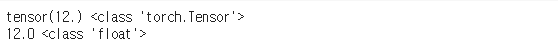 tensor(12.) <class 'torch.Tensor'>
12.0 <class 'float'>